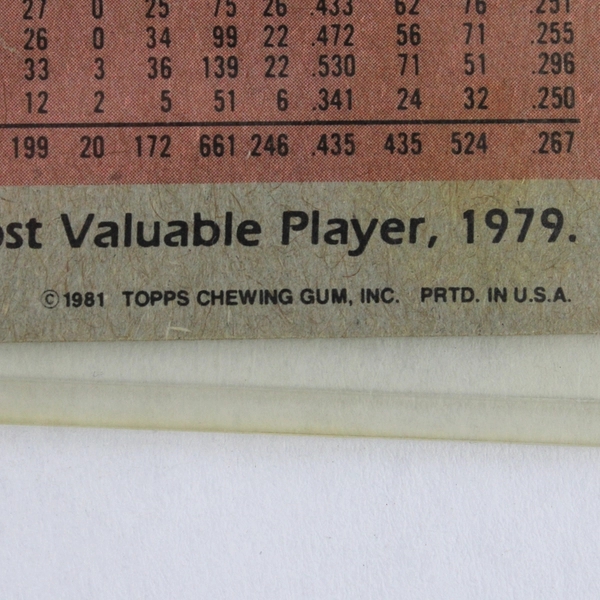 27 0 25 75 26 .433 62 76 .251
26 0 34 99 22 .472 56 71 .255
33 3 36 139 22 .530 71 51 .296
12 2 5 51 6 .341 24 32 .250
199 20 172 661 246 .435 435 524 .267
ost Valuable Player, 1979.
©1981 TOPPS CHEWING GUM, INC. PRTD. IN U.S.A.